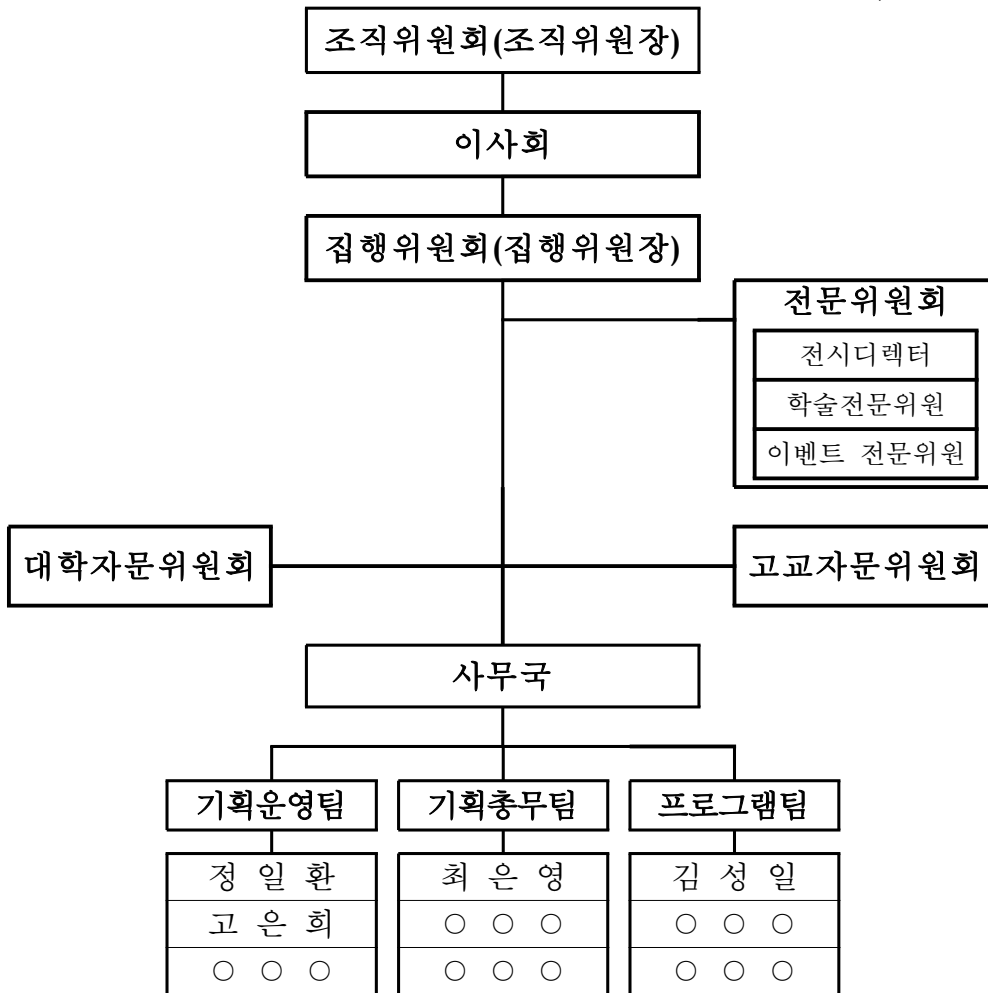 조직위원회(조직위원장)
이사회
집행위원회(집행위원장)
전문위원회
전시디렉터
학술전문위원
이벤트 전문위원
대학자문위원회
고교자문위원회
사무국
기획운영팀
기획총무팀
프로그램팀
정 일 환
최 은 영
김 성 일
고 은 희
○ ○ ○
○ ○ ○
○ ○ ○
○ ○ ○
○ ○ ○